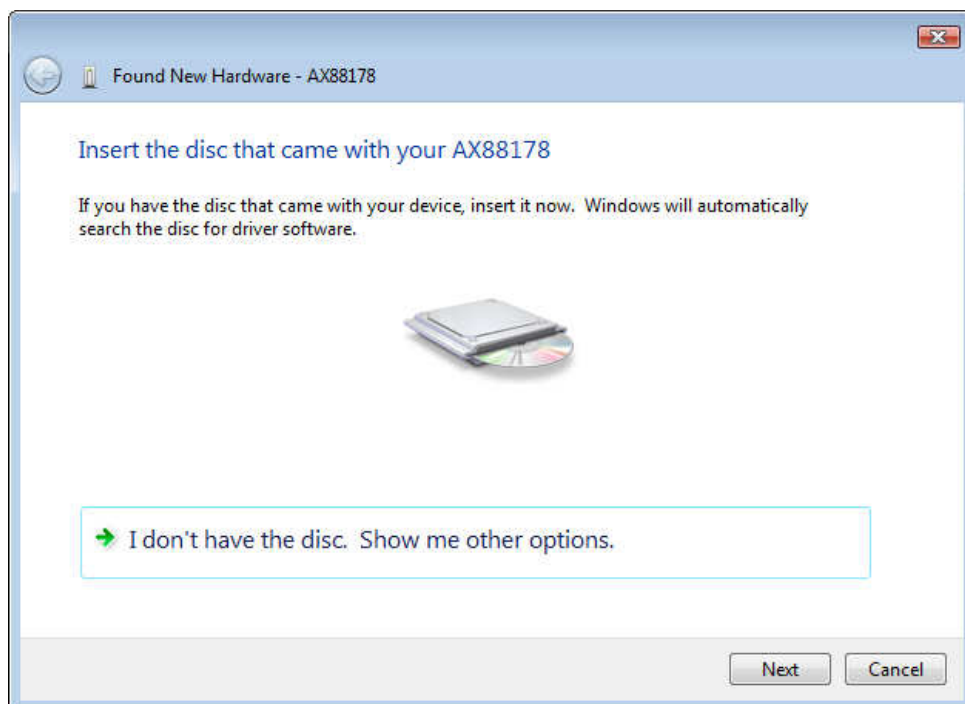 Found New Hardware - AX88178
Insert the disc that came with your AX88178
If you have the disc that came with your device, insert it now.  Windows will automatically
search the disc for driver software.
I don't have the disc.  Show me other options.
Next
Cancel